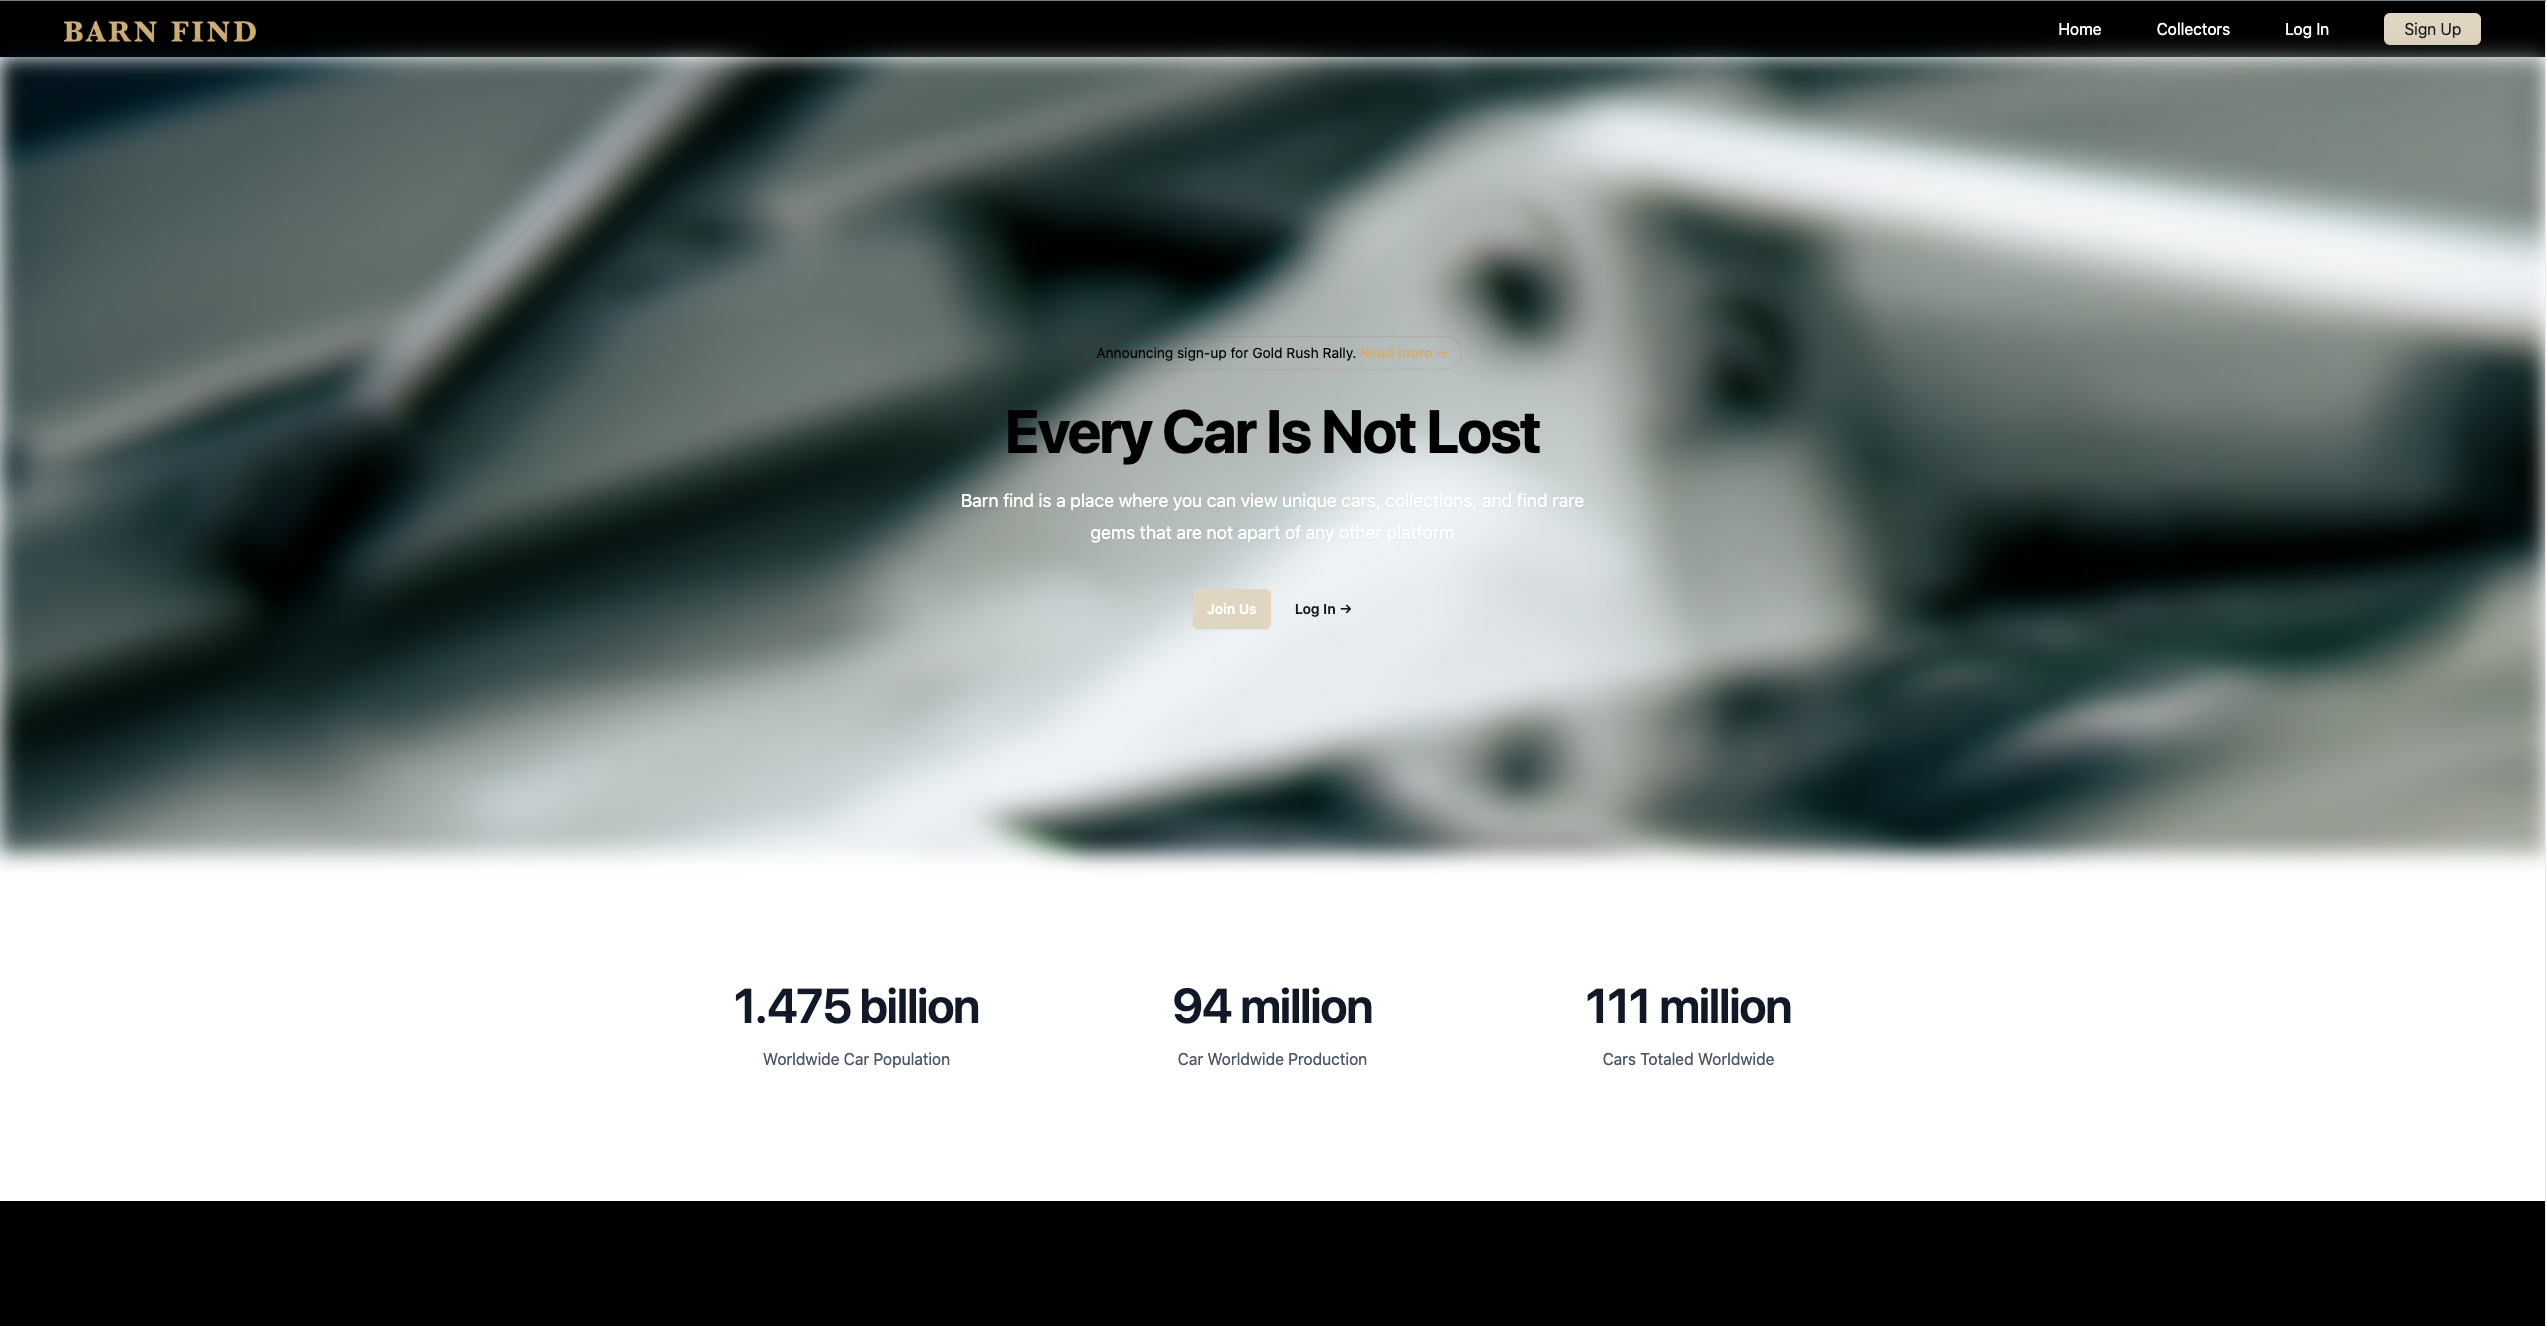 BARN FIND
Home Collectors Log In Sign Up
Announcing sign-up for Gold Rush Rally. Read more →
Every Car Is Not Lost
Barn find is a place where you can view unique cars, collections, and find rare
gems that are not apart of any other platform
Join Us Log In →
1.475 billion 94 million 111 million
Worldwide Car Population Car Worldwide Production Cars Totaled Worldwide